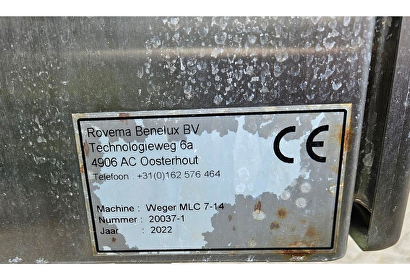 Rovema Benelux BV
Technologieweg 6a
4906 AC Oosterhout
Telefoon +31(0)162 576 464
CE
Machine : Weger MLC 7-14
Nummer : 20037-1
Jaar : 2022